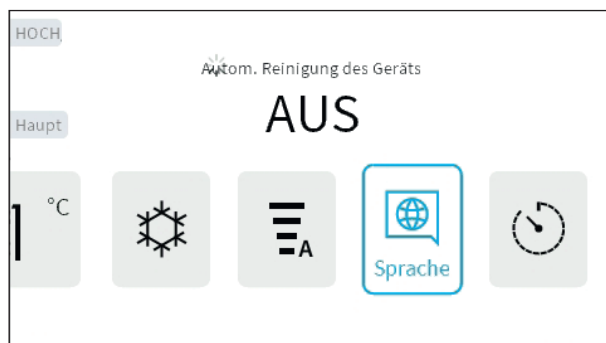 HOCH
Autom. Reinigung des Geräts
AUS
Haupt
°C
A
Sprache